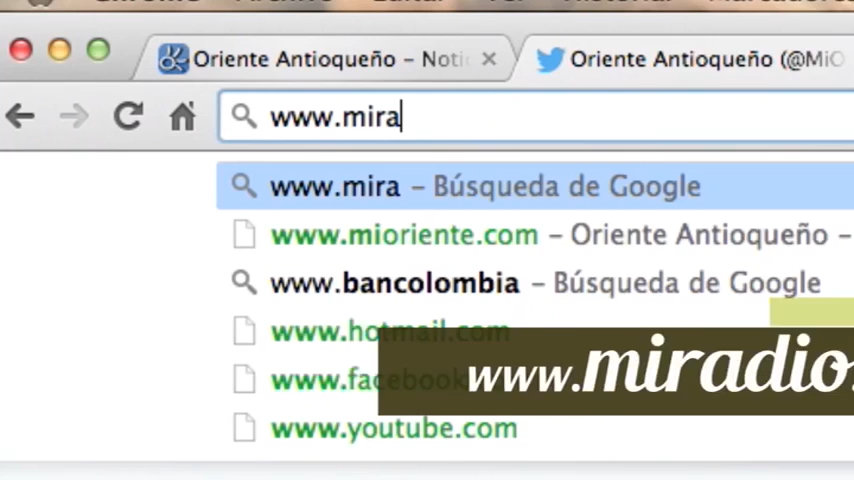 Oriente Antioqueño – Noti
Oriente Antioqueño (@MiO
www.mira
www.mira – Búsqueda de Google
www.mioriente.com – Oriente Antioqueño –
www.bancolombia – Búsqueda de Google
www.hotmail.com
www.facebook
www.miradio.
www.youtube.com